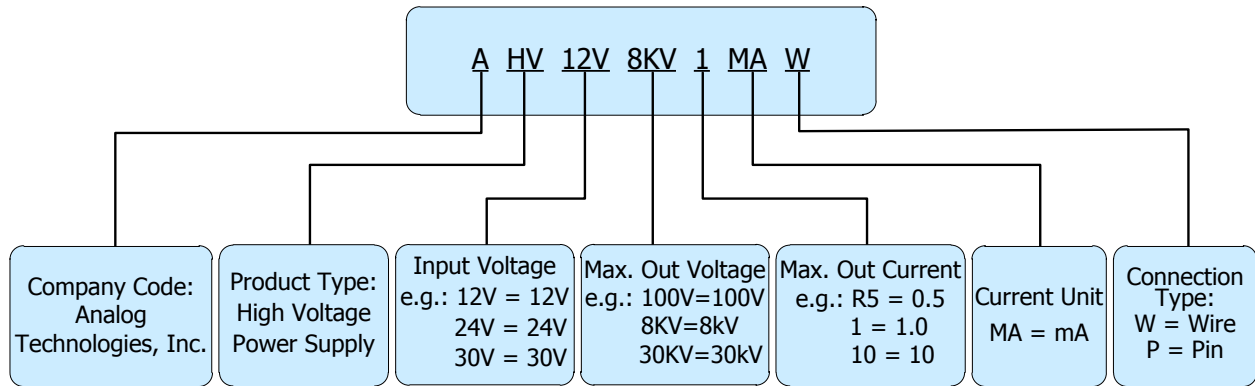 A HV 12V 8KV 1 MA W
Company Code:
Analog
Technologies, Inc.
Product Type:
High Voltage
Power Supply
Input Voltage
e.g.: 12V = 12V
24V = 24V
30V = 30V
Max. Out Voltage
e.g.: 100V=100V
8KV=8kV
30KV=30kV
Max. Out Current
e.g.: R5 = 0.5
1 = 1.0
10 = 10
Current Unit
MA = mA
Connection
Type:
W = Wire
P = Pin